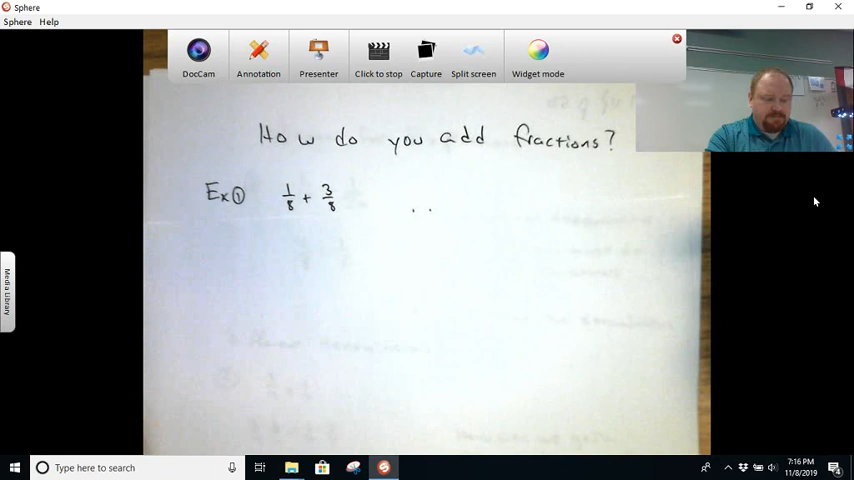 Sphere
Sphere Help
DocCam Annotation Presenter Click to stop Capture Split screen Widget mode
How do you add fractions?
Ex① 1/8 + 3/8
Media Library
Type here to search
7:16 PM
11/8/2019
4